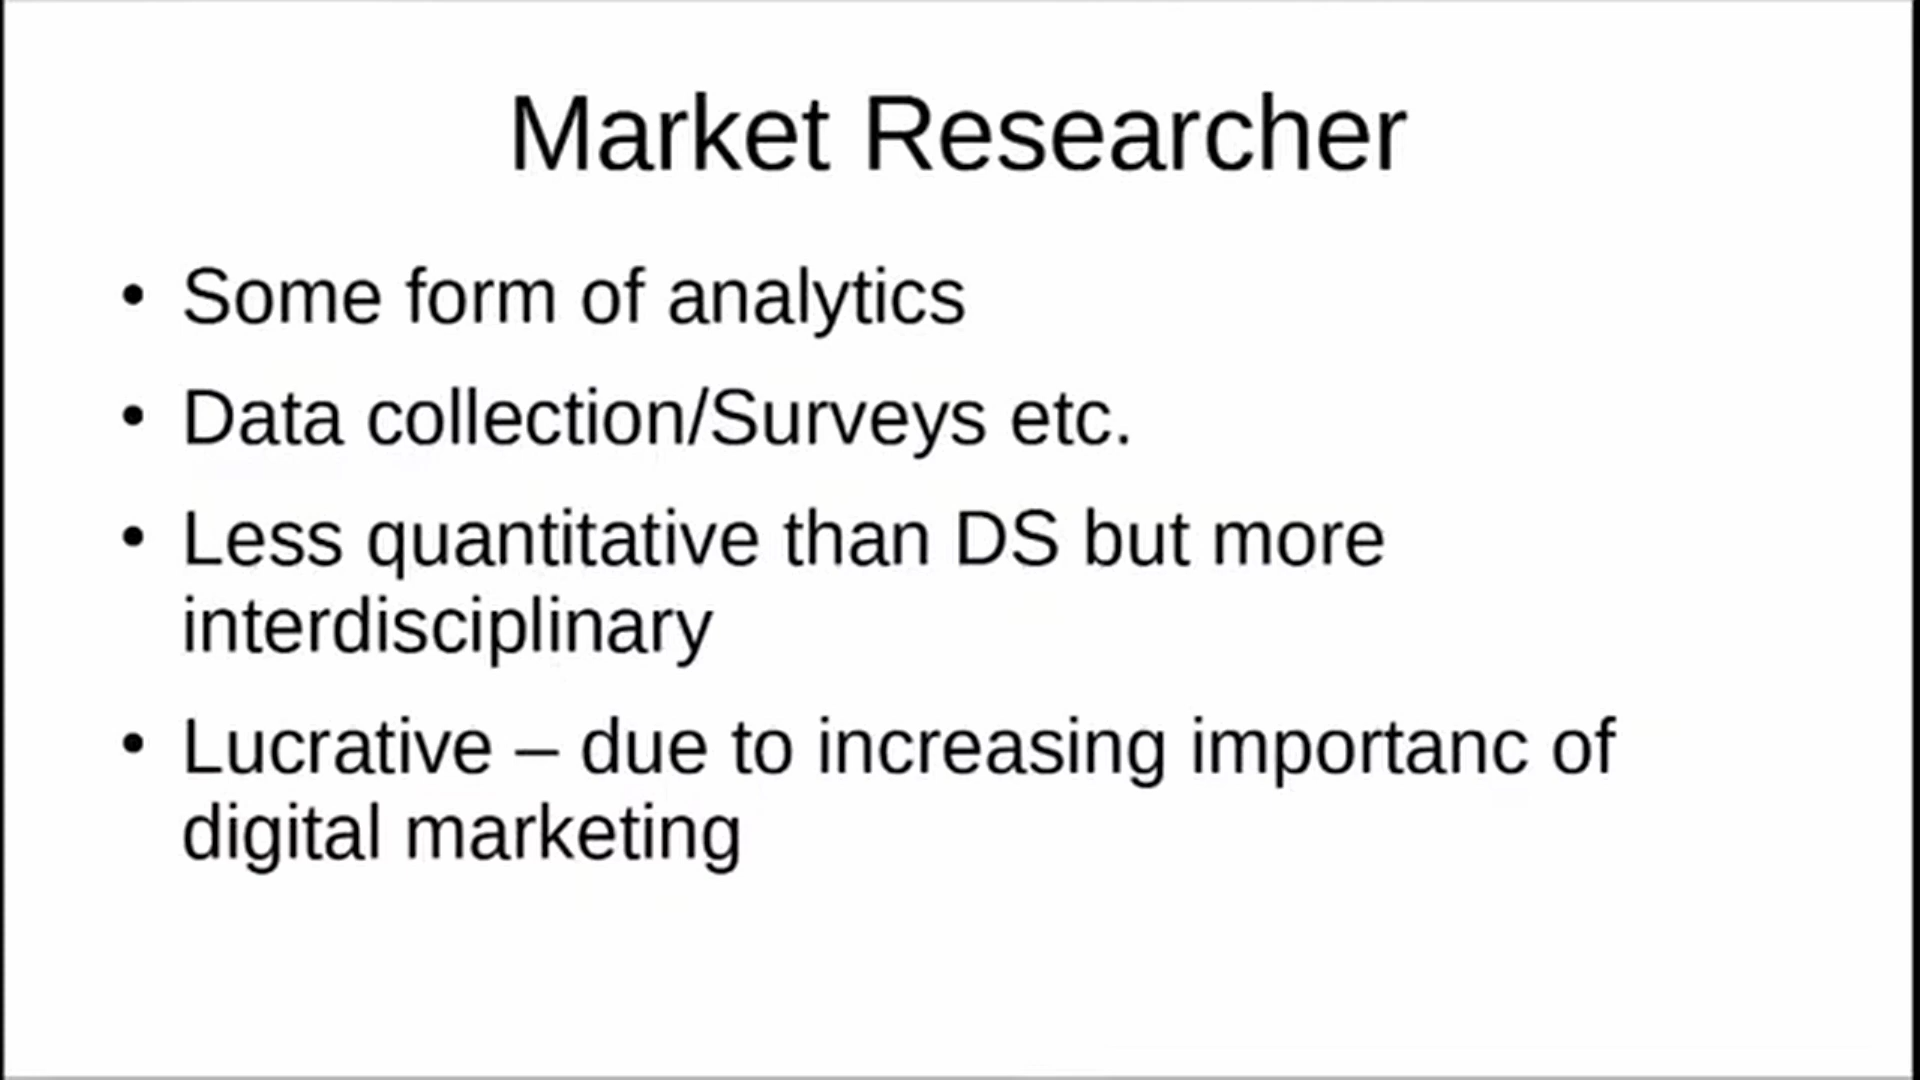 Market Researcher
• Some form of analytics
• Data collection/Surveys etc.
• Less quantitative than DS but more
interdisciplinary
• Lucrative – due to increasing importanc of
digital marketing